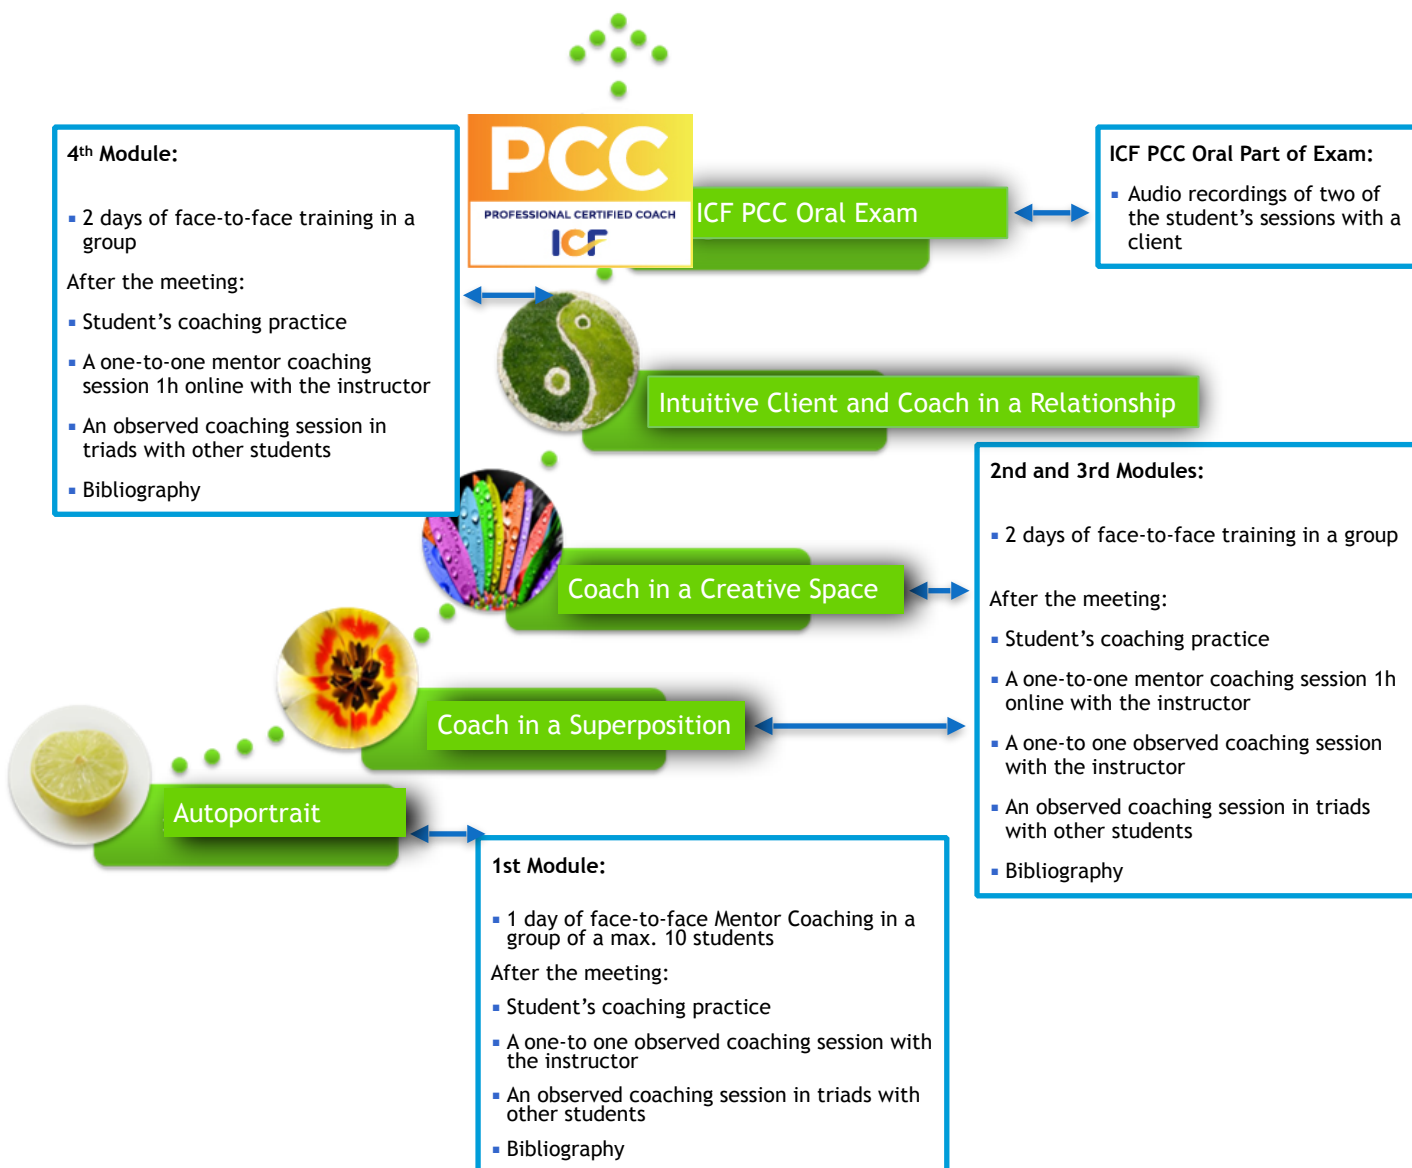 PCC
PROFESSIONAL CERTIFIED COACH
ICF
4th Module:
▪ 2 days of face-to-face training in a
group
After the meeting:
▪ Student’s coaching practice
▪ A one-to-one mentor coaching
session 1h online with the instructor
▪ An observed coaching session in
triads with other students
▪ Bibliography
ICF PCC Oral Exam
ICF PCC Oral Part of Exam:
▪ Audio recordings of two of
the student’s sessions with a
client
Intuitive Client and Coach in a Relationship
Coach in a Creative Space
2nd and 3rd Modules:
▪ 2 days of face-to-face training in a group
After the meeting:
▪ Student’s coaching practice
▪ A one-to-one mentor coaching session 1h
online with the instructor
▪ A one-to one observed coaching session
with the instructor
▪ An observed coaching session in triads
with other students
▪ Bibliography
Coach in a Superposition
Autoportrait
1st Module:
▪ 1 day of face-to-face Mentor Coaching in a
group of a max. 10 students
After the meeting:
▪ Student’s coaching practice
▪ A one-to one observed coaching session with
the instructor
▪ An observed coaching session in triads with
other students
▪ Bibliography